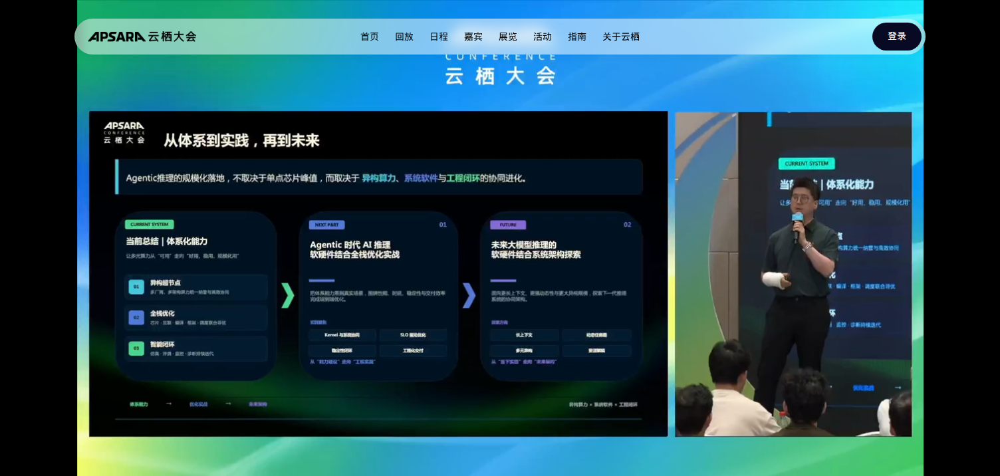 APSARA 云栖大会
首页 回放 日程 嘉宾 展览 活动 指南 关于云栖
登录
CONFERENCE
云栖大会
APSARA
CONFERENCE
云栖大会
从体系到实践，再到未来
Agentic推理的规模化落地，不取决于单点芯片峰值，而取决于 异构算力、系统软件与工程闭环的协同进化。
CURRENT SYSTEM
当前总结 | 体系化能力
让多元算力从“可用”走向“好用、稳用、规模化用”
01
异构超节点
多厂商、多架构算力统一纳管与高效协同
02
全栈优化
芯片 · 互联 · 编译 · 框架 · 调度联合寻优
03
智能闭环
仿真 · 评测 · 监控 · 诊断持续迭代
NEXT PART
01
Agentic 时代 AI 推理
软硬件结合全栈优化实战
把体系能力落到真实场景，围绕性能、时延、稳定性与交付效率
完成端到端优化。
实践聚焦
Kernel 与系统协同
SLO 驱动优化
稳定性闭环
工程化交付
从“能力建设”走向“工程实战”
FUTURE
02
未来大模型推理的
软硬件结合系统架构探索
面向更长上下文、更强动态性与更大异构规模，探索下一代推理
系统的协同架构。
探索方向
长上下文
动态任务图
多元异构
资源解耦
从“当下实践”走向“未来架构”
体系能力 → 优化实战 → 未来架构
异构算力 × 系统软件 × 工程闭环
CURRENT SYSTEM
| 体系化能力
可用”走向“好用、稳用、规模化用”
构算力统一纳管与高效协同
· 编译 · 框架 · 调度联合寻优
· 监控 · 诊断持续迭代
优化实战 →